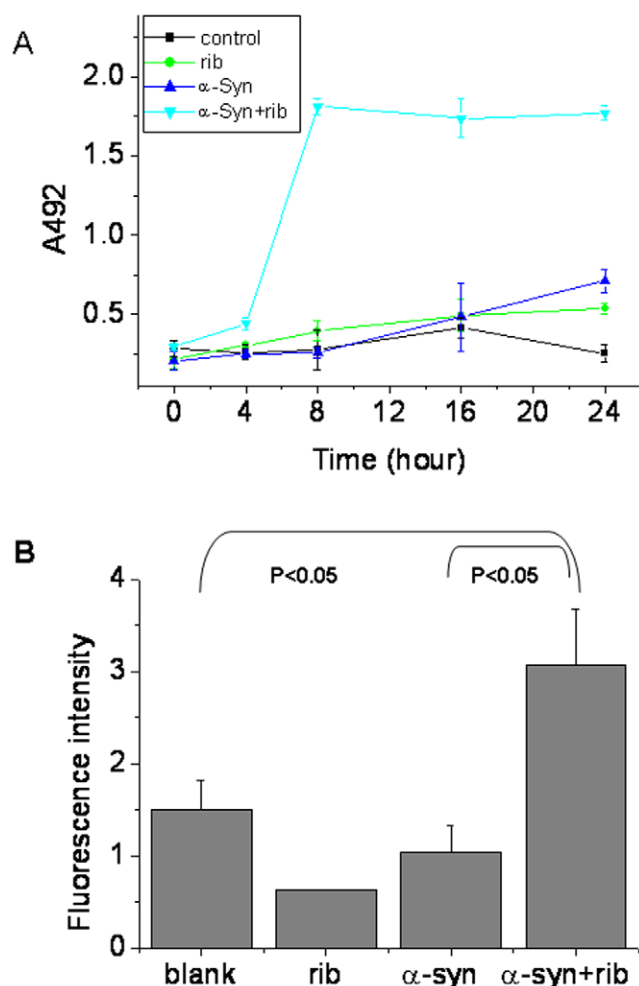 A
control
rib
α-Syn
α-Syn+rib
2.0
1.5
1.0
0.5
A492
0 4 8 12 16 20 24
Time (hour)
B
P<0.05 P<0.05
4
3
2
1
0
Fluorescence intensity
blank rib α-syn α-syn+rib